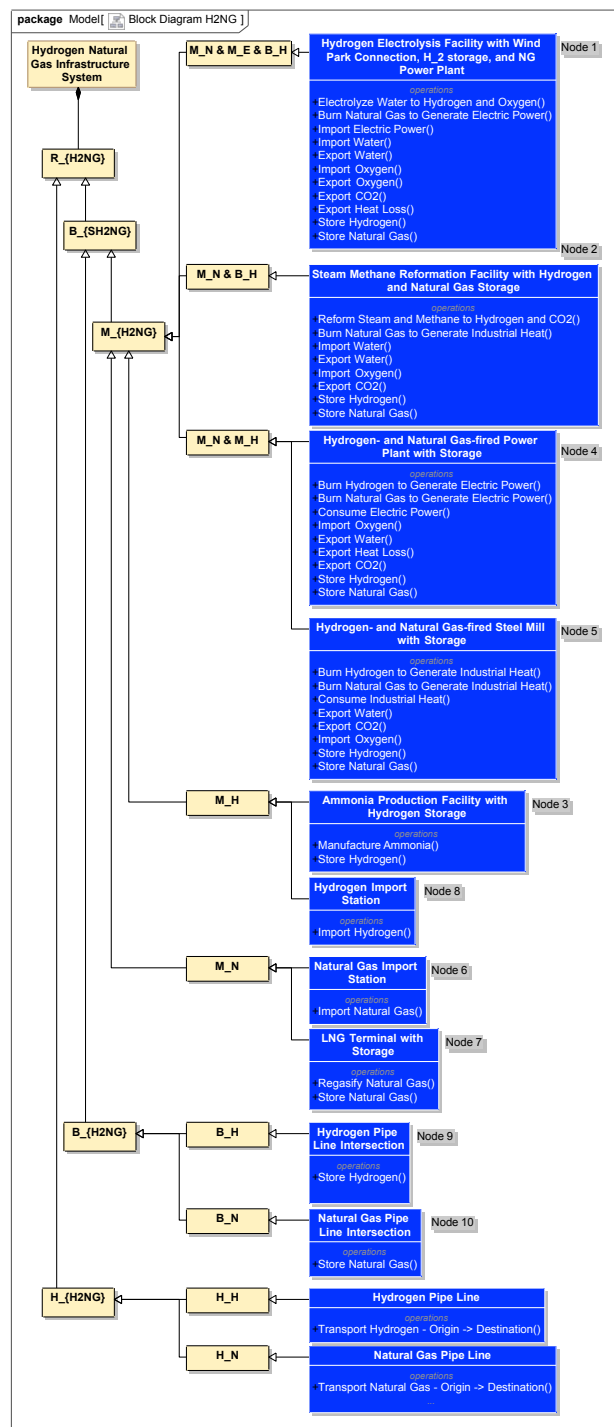 package Model[ Block Diagram H2NG ]
Hydrogen Natural
Gas Infrastructure
System
R_{H2NG}
B_{SH2NG}
M_{H2NG}
M_N & M_E & B_H
Hydrogen Electrolysis Facility with Wind
Park Connection, H_2 storage, and NG
Power Plant
Node 1
operations
+Electrolyze Water to Hydrogen and Oxygen()
+Burn Natural Gas to Generate Electric Power()
+Import Electric Power()
+Import Water()
+Export Water()
+Import Oxygen()
+Export Oxygen()
+Export CO2()
+Export Heat Loss()
+Store Hydrogen()
+Store Natural Gas()
Node 2
M_N & B_H
Steam Methane Reformation Facility with Hydrogen
and Natural Gas Storage
operations
+Reform Steam and Methane to Hydrogen and CO2()
+Burn Natural Gas to Generate Industrial Heat()
+Import Water()
+Export Water()
+Import Oxygen()
+Export CO2()
+Store Hydrogen()
+Store Natural Gas()
M_N & M_H
Hydrogen- and Natural Gas-fired Power
Plant with Storage
Node 4
operations
+Burn Hydrogen to Generate Electric Power()
+Burn Natural Gas to Generate Electric Power()
+Consume Electric Power()
+Import Oxygen()
+Export Water()
+Export Heat Loss()
+Export CO2()
+Store Hydrogen()
+Store Natural Gas()
Hydrogen- and Natural Gas-fired Steel Mill
with Storage
Node 5
operations
+Burn Hydrogen to Generate Industrial Heat()
+Burn Natural Gas to Generate Industrial Heat()
+Consume Industrial Heat()
+Export Water()
+Export CO2()
+Import Oxygen()
+Store Hydrogen()
+Store Natural Gas()
M_H
Ammonia Production Facility with
Hydrogen Storage
Node 3
operations
+Manufacture Ammonia()
+Store Hydrogen()
Hydrogen Import
Station
Node 8
operations
+Import Hydrogen()
M_N
Natural Gas Import
Station
Node 6
operations
+Import Natural Gas()
LNG Terminal with
Storage
Node 7
operations
+Regasify Natural Gas()
+Store Natural Gas()
B_{H2NG}
B_H
Hydrogen Pipe
Line Intersection
Node 9
operations
+Store Hydrogen()
B_N
Natural Gas Pipe
Line Intersection
Node 10
operations
+Store Natural Gas()
H_{H2NG}
H_H
Hydrogen Pipe Line
operations
+Transport Hydrogen - Origin -> Destination()
H_N
Natural Gas Pipe Line
operations
+Transport Natural Gas - Origin -> Destination()
...